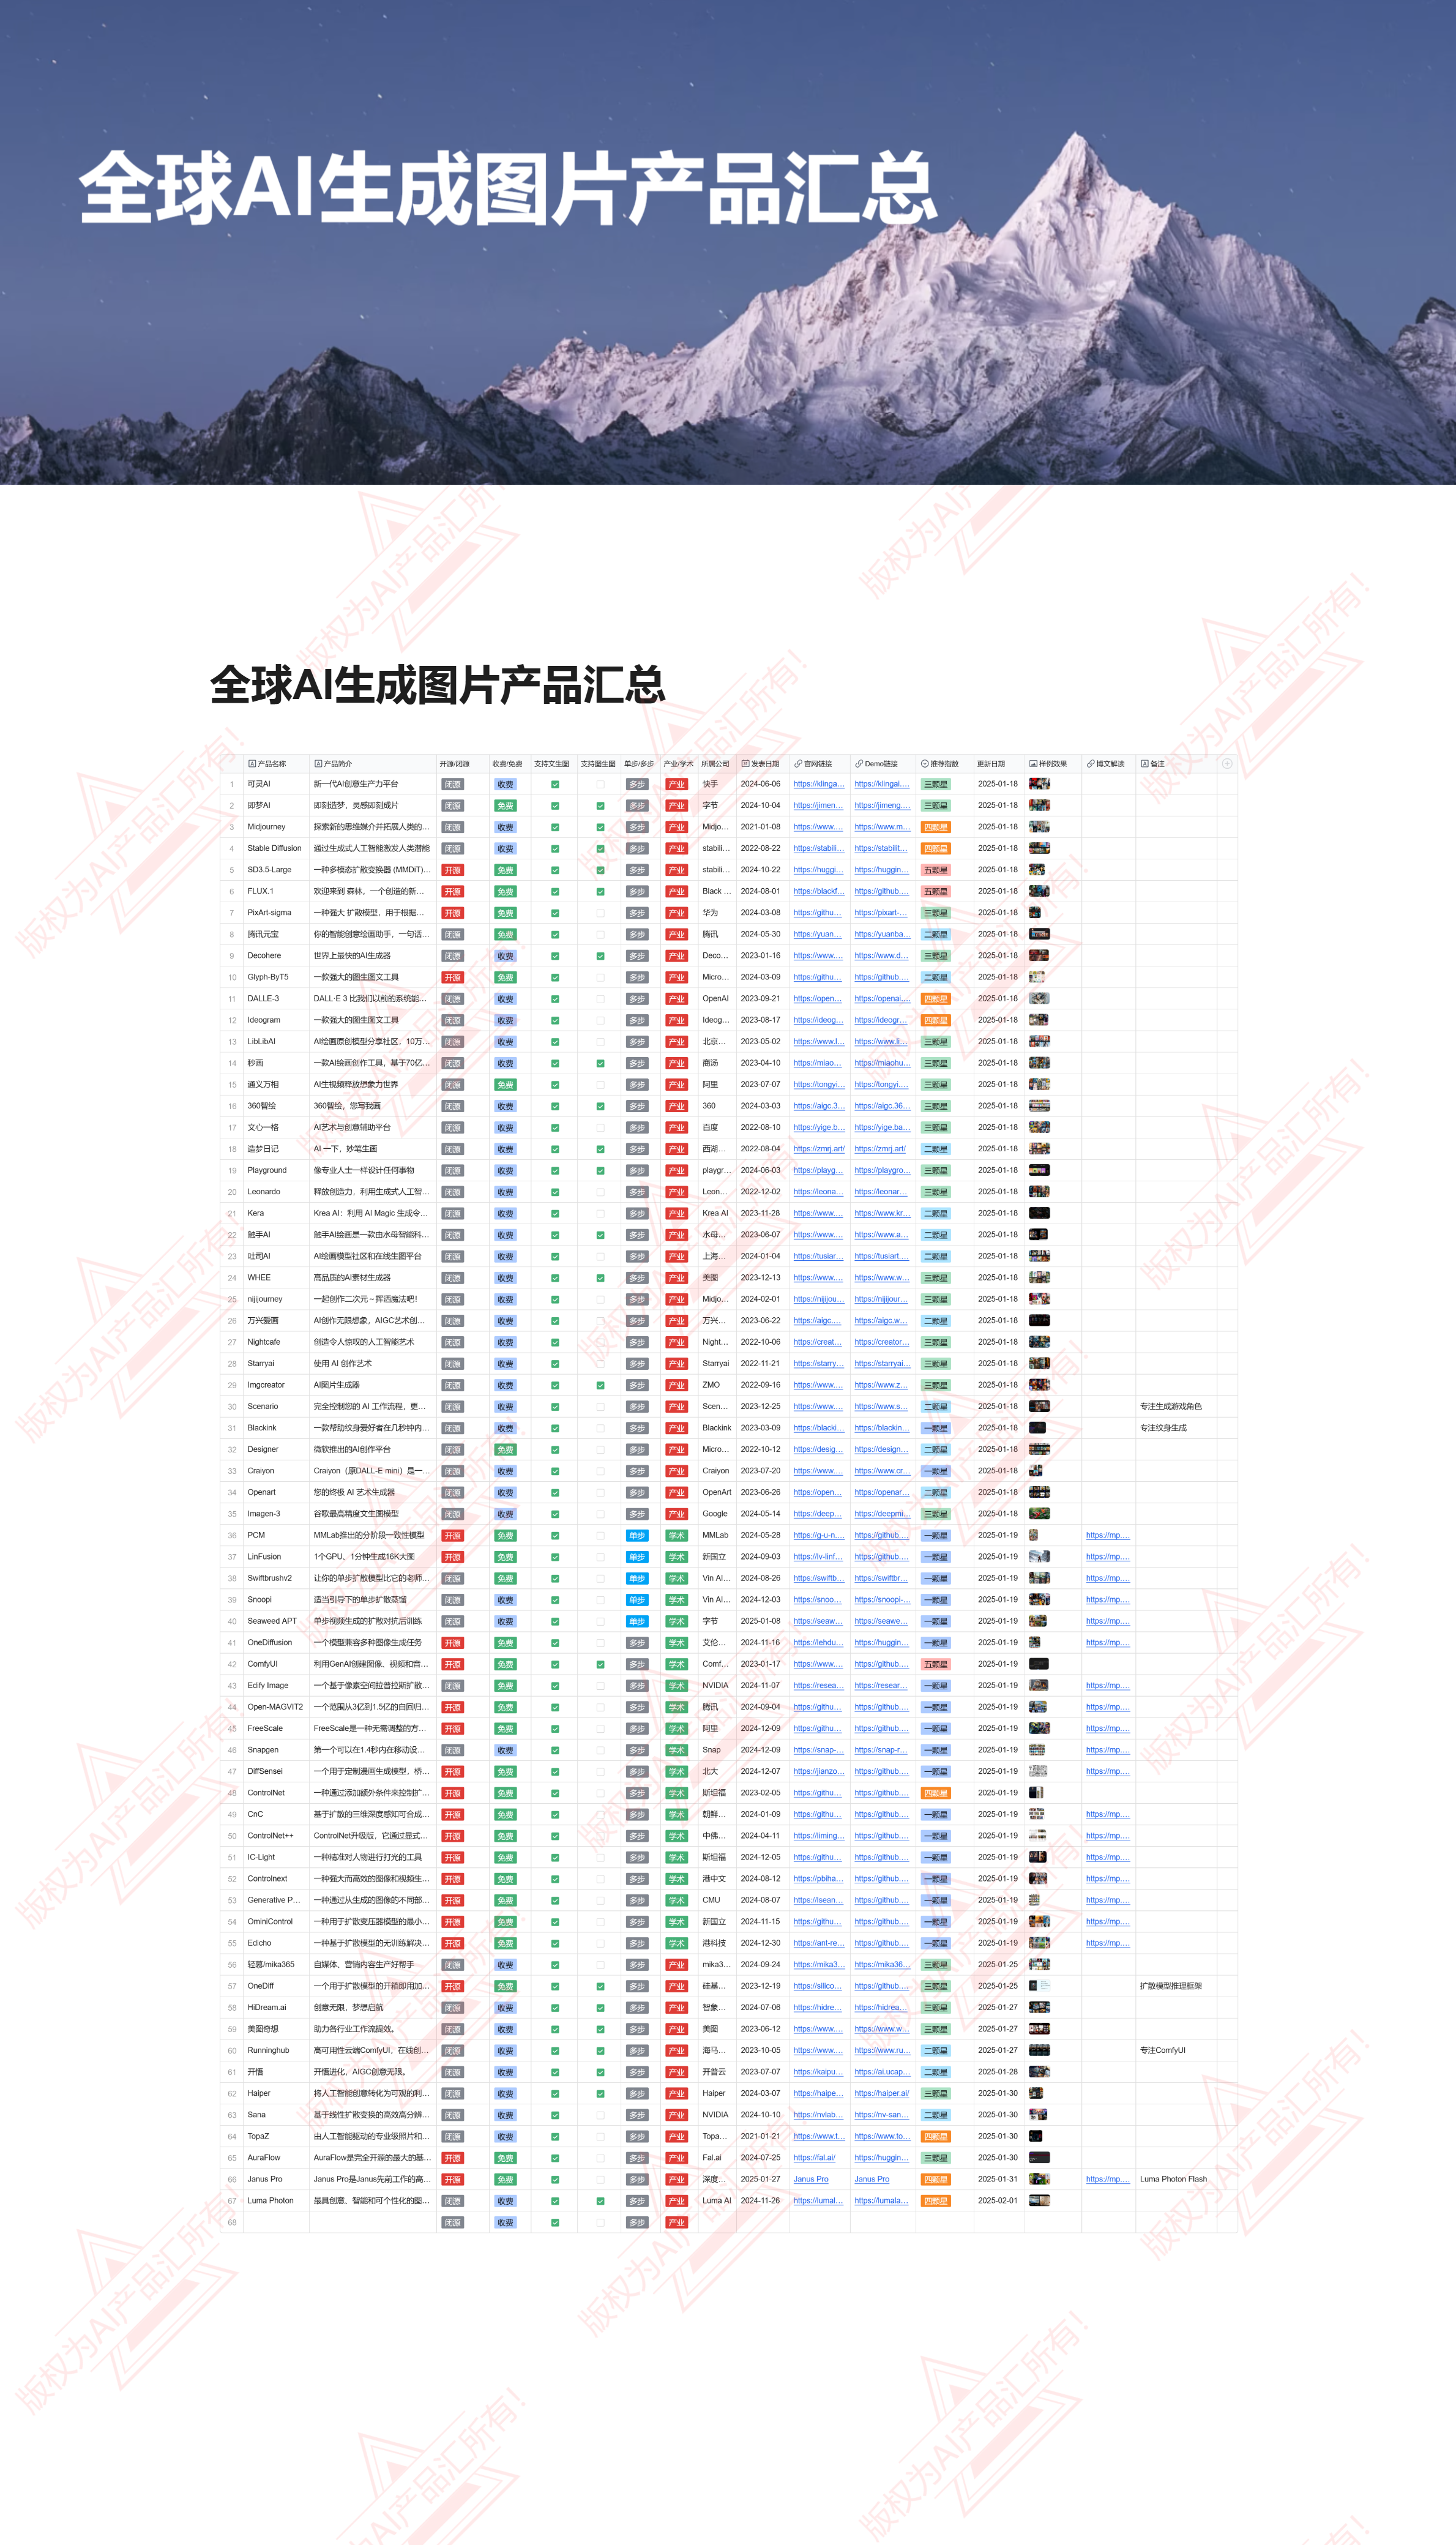 全球AI生成图片产品汇总
全球AI生成图片产品汇总
产品名称 产品简介 开源/闭源 收费/免费 支持文生图 支持图生图 单步/多步 产业/学术 所属公司 发表日期 官网链接 Demo链接 推荐指数 更新日期 样例效果 博文解读 备注
1 可灵AI 新一代AI创意生产力平台 闭源 收费 多步 产业 快手 2024-06-06 https://klinga... https://klingai.... 三颗星 2025-01-18
2 即梦AI 即刻造梦，灵感即刻成片 闭源 免费 多步 产业 字节 2024-10-04 https://jimen... https://jimeng.... 三颗星 2025-01-18
3 Midjourney 探索新的思维媒介并拓展人类的... 闭源 收费 多步 产业 Midjo... 2021-01-08 https://www.... https://www.m... 四颗星 2025-01-18
4 Stable Diffusion 通过生成式人工智能激发人类潜能 闭源 收费 多步 产业 stabili... 2022-08-22 https://stabili... https://stabilit... 四颗星 2025-01-18
5 SD3.5-Large 一种多模态扩散变换器 (MMDiT)... 开源 免费 多步 产业 stabili... 2024-10-22 https://huggi... https://huggin... 五颗星 2025-01-18
6 FLUX.1 欢迎来到 森林，一个创造的新... 开源 免费 多步 产业 Black ... 2024-08-01 https://blackf... https://github.... 五颗星 2025-01-18
7 PixArt-sigma 一种强大 扩散模型，用于根据... 开源 免费 多步 产业 华为 2024-03-08 https://githu... https://pixart-... 三颗星 2025-01-18
8 腾讯元宝 你的智能创意绘画助手，一句话... 闭源 免费 多步 产业 腾讯 2024-05-30 https://yuan... https://yuanba... 二颗星 2025-01-18
9 Decohere 世界上最快的AI生成器 闭源 收费 多步 产业 Deco... 2023-01-16 https://www.... https://www.d... 三颗星 2025-01-18
10 Glyph-ByT5 一款强大的图生图文工具 开源 免费 多步 产业 Micro... 2024-03-09 https://githu... https://github.... 二颗星 2025-01-18
11 DALLE-3 DALL·E 3 比我们以前的系统能... 闭源 收费 多步 产业 OpenAI 2023-09-21 https://open... https://openai.... 四颗星 2025-01-18
12 Ideogram 一款强大的图生图文工具 闭源 收费 多步 产业 Ideog... 2023-08-17 https://ideog... https://ideogr... 四颗星 2025-01-18
13 LibLibAI AI绘画原创模型分享社区，10万... 闭源 收费 多步 产业 北京... 2023-05-02 https://www.l... https://www.li... 三颗星 2025-01-18
14 秒画 一款AI绘画创作工具，基于70亿... 闭源 收费 多步 产业 商汤 2023-04-10 https://miao... https://miaohu... 三颗星 2025-01-18
15 通义万相 AI生视频释放想象力世界 闭源 免费 多步 产业 阿里 2023-07-07 https://tongyi... https://tongyi.... 三颗星 2025-01-18
16 360智绘 360智绘，您写我画 闭源 收费 多步 产业 360 2024-03-03 https://aigc.3... https://aigc.36... 三颗星 2025-01-18
17 文心一格 AI艺术与创意辅助平台 闭源 收费 多步 产业 百度 2022-08-10 https://yige.b... https://yige.ba... 三颗星 2025-01-18
18 造梦日记 AI 一下，妙笔生画 闭源 收费 多步 产业 西湖... 2022-08-04 https://zmrj.art/ https://zmrj.art/ 二颗星 2025-01-18
19 Playground 像专业人士一样设计任何事物 闭源 收费 多步 产业 playgr... 2024-06-03 https://playg... https://playgro... 三颗星 2025-01-18
20 Leonardo 释放创造力，利用生成式人工智... 闭源 收费 多步 产业 Leon... 2022-12-02 https://leona... https://leonar... 三颗星 2025-01-18
21 Kera Krea AI：利用 AI Magic 生成令... 闭源 收费 多步 产业 Krea AI 2023-11-28 https://www.... https://www.kr... 二颗星 2025-01-18
22 触手AI 触手AI绘画是一款由水母智能科... 闭源 收费 多步 产业 水母... 2023-06-07 https://www.... https://www.a... 二颗星 2025-01-18
23 吐司AI AI绘画模型社区和在线生图平台 闭源 收费 多步 产业 上海... 2024-01-04 https://tusiar... https://tusiart.... 二颗星 2025-01-18
24 WHEE 高品质的AI素材生成器 闭源 收费 多步 产业 美图 2023-12-13 https://www.... https://www.w... 三颗星 2025-01-18
25 nijijourney 一起创作二次元～挥洒魔法吧！ 闭源 收费 多步 产业 Midjo... 2024-02-01 https://nijijou... https://nijijour... 三颗星 2025-01-18
26 万兴爱画 AI创作无限想象，AIGC艺术创... 闭源 收费 多步 产业 万兴... 2023-06-22 https://aigc.... https://aigc.w... 二颗星 2025-01-18
27 Nightcafe 创造令人惊叹的人工智能艺术 闭源 收费 多步 产业 Night... 2022-10-06 https://creat... https://creator... 三颗星 2025-01-18
28 Starryai 使用 AI 创作艺术 闭源 收费 多步 产业 Starryai 2022-11-21 https://starry... https://starryai... 三颗星 2025-01-18
29 Imgcreator AI图片生成器 闭源 收费 多步 产业 ZMO 2022-09-16 https://www.... https://www.z... 三颗星 2025-01-18
30 Scenario 完全控制您的 AI 工作流程，更... 闭源 收费 多步 产业 Scen... 2023-12-25 https://www.... https://www.s... 二颗星 2025-01-18 专注生成游戏角色
31 Blackink 一款帮助纹身爱好者在几秒钟内... 闭源 收费 多步 产业 Blackink 2023-03-09 https://blacki... https://blackin... 一颗星 2025-01-18 专注纹身生成
32 Designer 微软推出的AI创作平台 闭源 免费 多步 产业 Micro... 2022-10-12 https://desig... https://design... 二颗星 2025-01-18
33 Craiyon Craiyon（原DALL-E mini）是一... 闭源 收费 多步 产业 Craiyon 2023-07-20 https://www.... https://www.cr... 一颗星 2025-01-18
34 Openart 您的终极 AI 艺术生成器 闭源 收费 多步 产业 OpenArt 2023-06-26 https://open... https://openar... 二颗星 2025-01-18
35 Imagen-3 谷歌最高精度文生图模型 闭源 收费 多步 产业 Google 2024-05-14 https://deep... https://deepmi... 三颗星 2025-01-18
36 PCM MMLab推出的分阶段一致性模型 开源 免费 单步 学术 MMLab 2024-05-28 https://g-u-n.... https://github.... 一颗星 2025-01-19 https://mp....
37 LinFusion 1个GPU、1分钟生成16K大图 开源 免费 单步 学术 新国立 2024-09-03 https://lv-linf... https://github.... 一颗星 2025-01-19 https://mp....
38 Swiftbrushv2 让你的单步扩散模型比它的老师... 闭源 免费 单步 学术 Vin AI... 2024-08-26 https://swiftb... https://swiftbr... 一颗星 2025-01-19 https://mp....
39 Snoopi 适当引导下的单步扩散蒸馏 闭源 收费 单步 学术 Vin AI... 2024-12-03 https://snoo... https://snoopi-... 一颗星 2025-01-19 https://mp....
40 Seaweed APT 单步视频生成的扩散对抗后训练 闭源 收费 单步 学术 字节 2025-01-08 https://seaw... https://seawe... 一颗星 2025-01-19 https://mp....
41 OneDiffusion 一个模型兼容多种图像生成任务 开源 免费 多步 学术 艾伦... 2024-11-16 https://lehdu... https://huggin... 一颗星 2025-01-19 https://mp....
42 ComfyUI 利用GenAI创建图像、视频和音... 开源 免费 多步 学术 Comf... 2023-01-17 https://www.... https://github.... 五颗星 2025-01-19
43 Edify Image 一个基于像素空间拉普拉斯扩散... 闭源 免费 多步 学术 NVIDIA 2024-11-07 https://resea... https://resear... 一颗星 2025-01-19 https://mp....
44 Open-MAGVIT2 一个范围从3亿到1.5亿的自回归... 开源 免费 多步 学术 腾讯 2024-09-04 https://githu... https://github.... 一颗星 2025-01-19 https://mp....
45 FreeScale FreeScale是一种无需调整的方... 开源 免费 多步 学术 阿里 2024-12-09 https://githu... https://github.... 一颗星 2025-01-19 https://mp....
46 Snapgen 第一个可以在1.4秒内在移动设... 闭源 收费 多步 学术 Snap 2024-12-09 https://snap-... https://snap-r... 一颗星 2025-01-19 https://mp....
47 DiffSensei 一个用于定制漫画生成模型，桥... 开源 免费 多步 学术 北大 2024-12-07 https://jianzo... https://github.... 一颗星 2025-01-19 https://mp....
48 ControlNet 一种通过添加额外条件来控制扩... 开源 免费 多步 学术 斯坦福 2023-02-05 https://githu... https://github.... 四颗星 2025-01-19
49 CnC 基于扩散的三维深度感知可合成... 开源 免费 多步 学术 朝鲜... 2024-01-09 https://githu... https://github.... 一颗星 2025-01-19 https://mp....
50 ControlNet++ ControlNet升级版，它通过显式... 开源 免费 多步 学术 中佛... 2024-04-11 https://liming... https://github.... 一颗星 2025-01-19 https://mp....
51 IC-Light 一种精准对人物进行打光的工具 开源 免费 多步 学术 斯坦福 2024-12-05 https://githu... https://github.... 一颗星 2025-01-19 https://mp....
52 Controlnext 一种强大而高效的图像和视频生... 开源 免费 多步 学术 港中文 2024-08-12 https://pbiha... https://github.... 一颗星 2025-01-19 https://mp....
53 Generative P... 一种通过从生成的图像的不同部... 开源 免费 多步 学术 CMU 2024-08-07 https://lsean... https://github.... 一颗星 2025-01-19 https://mp....
54 OminiControl 一种用于扩散变压器模型的最小... 开源 免费 多步 学术 新国立 2024-11-15 https://githu... https://github.... 一颗星 2025-01-19 https://mp....
55 Edicho 一种基于扩散模型的无训练解决... 开源 免费 多步 学术 港科技 2024-12-30 https://ant-re... https://github.... 一颗星 2025-01-19 https://mp....
56 轻慕/mika365 自媒体、营销内容生产好帮手 闭源 收费 多步 产业 mika3... 2024-09-24 https://mika3... https://mika36... 三颗星 2025-01-25
57 OneDiff 一个用于扩散模型的开箱即用加... 开源 免费 多步 产业 硅基... 2023-12-19 https://silico... https://github.... 三颗星 2025-01-25 扩散模型推理框架
58 HiDream.ai 创意无限，梦想启航 闭源 收费 多步 产业 智象... 2024-07-06 https://hidre... https://hidrea... 三颗星 2025-01-27
59 美图奇想 动力各行业工作流提效。 闭源 收费 多步 产业 美图 2023-06-12 https://www.... https://www.w... 三颗星 2025-01-27
60 Runninghub 高可用性云端ComfyUI，在线创... 闭源 收费 多步 产业 海马... 2023-10-05 https://www.... https://www.ru... 二颗星 2025-01-27 专注ComfyUI
61 开悟 开悟进化，AIGC创意无限。 闭源 收费 多步 产业 开普云 2023-07-07 https://kaipu... https://ai.ucap... 二颗星 2025-01-28
62 Haiper 将人工智能创意转化为可观的利... 闭源 收费 多步 产业 Haiper 2024-03-07 https://haipe... https://haiper.ai/ 三颗星 2025-01-30
63 Sana 基于线性扩散变换的高效高分辨... 闭源 收费 多步 产业 NVIDIA 2024-10-10 https://nvlab... https://nv-san... 二颗星 2025-01-30
64 TopaZ 由人工智能驱动的专业级照片和... 闭源 收费 多步 产业 Topa... 2021-01-21 https://www.t... https://www.to... 四颗星 2025-01-30
65 AuraFlow AuraFlow是完全开源的最大的基... 开源 免费 多步 产业 Fal.ai 2024-07-25 https://fal.ai/ https://huggin... 三颗星 2025-01-30
66 Janus Pro Janus Pro是Janus先前工作的高... 开源 免费 多步 产业 深度... 2025-01-27 Janus Pro Janus Pro 四颗星 2025-01-31 https://mp.... Luma Photon Flash
67 Luma Photon 最具创意、智能和可个性化的图... 闭源 收费 多步 产业 Luma AI 2024-11-26 https://lumal... https://lumala... 四颗星 2025-02-01
68 闭源 收费 多步 产业
版权为AI产品汇所有！